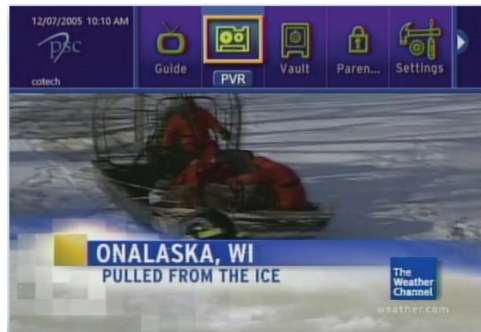 12/07/2005 10:10 AM
psc
cotech
Guide
PVR
Vault
Paren...
Settings
ONALASKA, WI
PULLED FROM THE ICE
The
Weather
Channel
weather.com